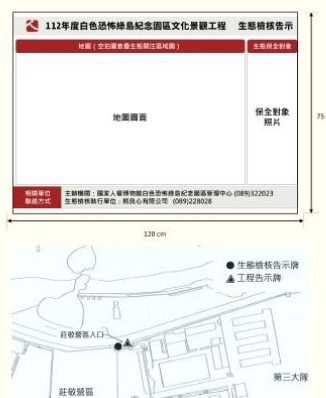 112年度白色恐怖綠島紀念園區文化景觀工程 生態檢核告示
地圖(空拍圖套疊生態關注區域圖) 生態保全對象
地圖圖面
保全對象
照片
75
相關單位
聯絡方式
主辦機關:國家人權博物館白色恐怖綠島紀念園區管理中心 (089)322023
生態檢核執行單位:熊良心有限公司 (089)228028
120 cm
●生態檢核告示牌
▲工程告示牌
莊敬營區人口
第三大隊
莊敬營區